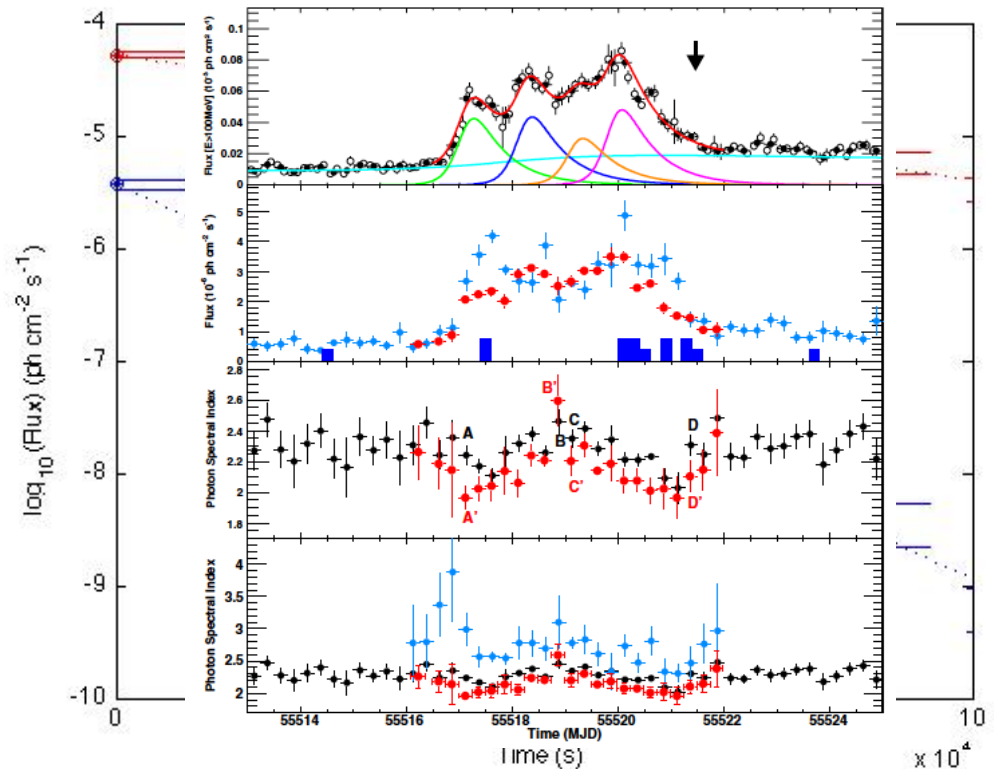 -4
-5
-6
-7
-8
-9
-10
log10(Flux) (ph cm-2 s-1)
0
10
x 10^4
Time (s)
Flux (E>100MeV) (10-5 ph cm-2 s-1)
0.1
0.08
0.06
0.04
0.02
0
Flux (10-6 ph cm-2 s-1)
5
4
3
2
1
0
Photon Spectral Index
2.8
2.6
2.4
2.2
2
1.8
B'
C
A
B
D
C'
A'
D'
Photon Spectral Index
4
3.5
3
2.5
2
55514
55516
55518
55520
55522
55524
Time (MJD)